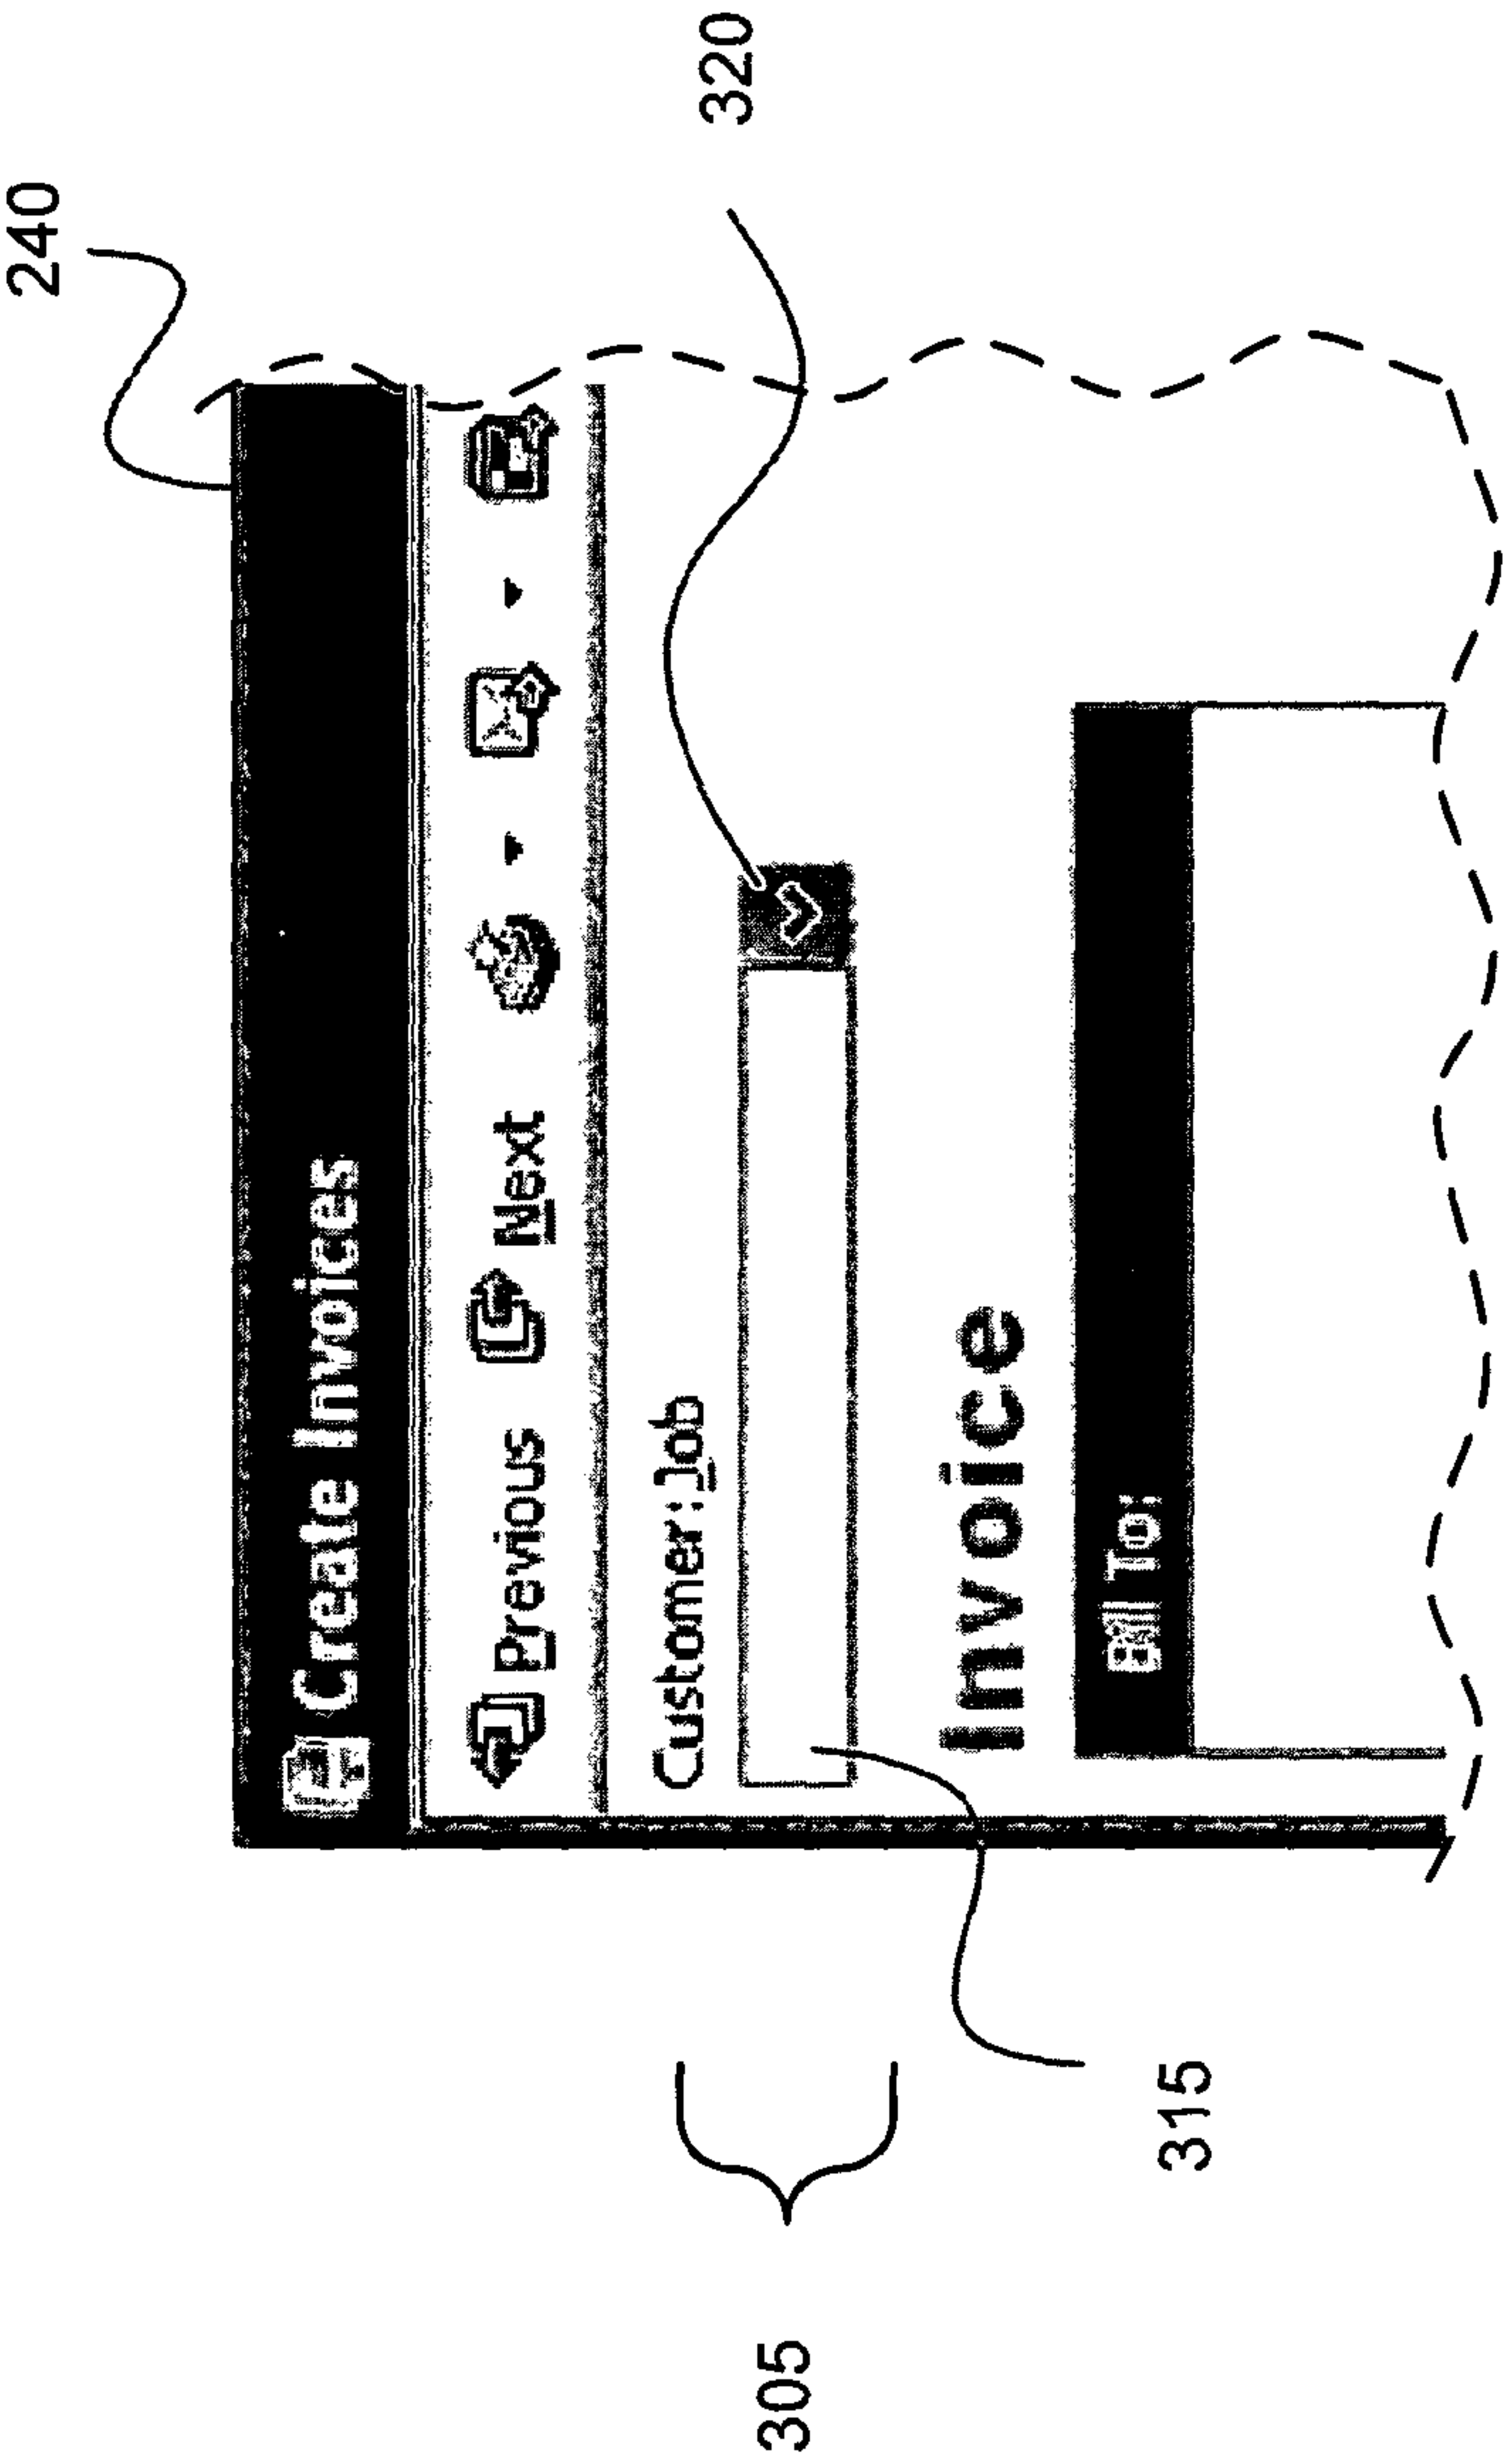 240
320
Create Invoices
Previous Next
Customer:Job
305
Invoice
315
Bill To: